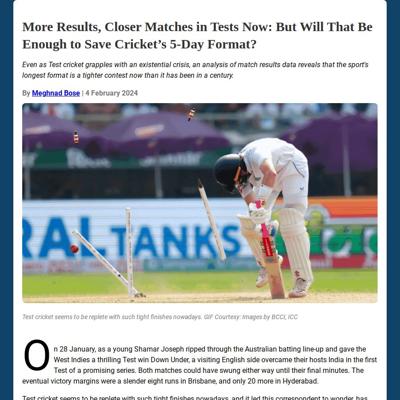 More Results, Closer Matches in Tests Now: But Will That Be
Enough to Save Cricket’s 5-Day Format?
Even as Test cricket grapples with an existential crisis, an analysis of match results data reveals that the sport's
longest format is a tighter contest now than it has been in a century.
By Meghnad Bose | 4 February 2024
RAL TANKS
Test cricket seems to be replete with such tight finishes nowadays. GIF Courtesy: Images by BCCI, ICC
On 28 January, as a young Shamar Joseph ripped through the Australian batting line-up and gave the
West Indies a thrilling Test win Down Under, a visiting English side overcame their hosts India in the first
Test of a promising series. Both matches could have swung either way until their final minutes. The
eventual victory margins were a slender eight runs in Brisbane, and only 20 more in Hyderabad.
Test cricket seems to be replete with such tight finishes nowadays, and it led this correspondent to wonder, has